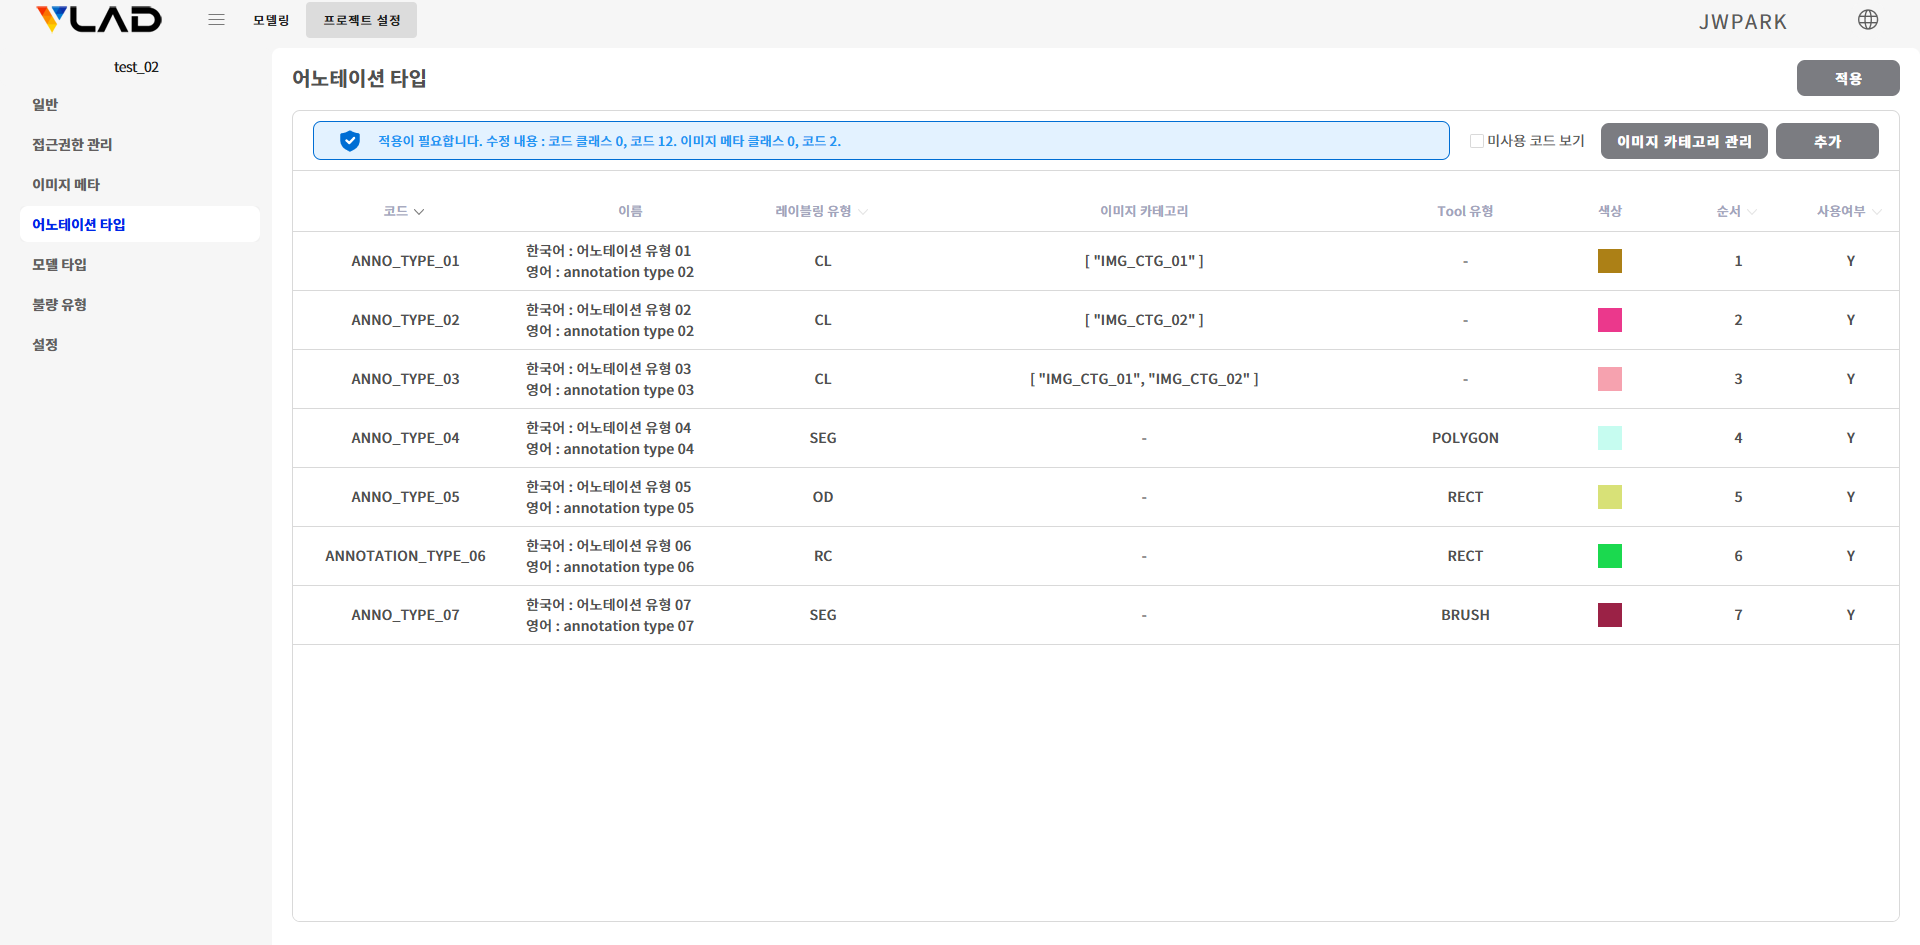 VLAD
모델링
프로젝트 설정
JWPARK
test_02
일반
접근권한 관리
이미지 메타
어노테이션 타입
모델 타입
불량 유형
설정
어노테이션 타입
적용
적용이 필요합니다. 수정 내용 : 코드 클래스 0, 코드 12. 이미지 메타 클래스 0, 코드 2.
미사용 코드 보기
이미지 카테고리 관리
추가
코드 이름 레이블링 유형 이미지 카테고리 Tool 유형 색상 순서 사용여부
ANNO_TYPE_01 한국어 : 어노테이션 유형 01 CL [ "IMG_CTG_01" ] - 1 Y
영어 : annotation type 02
ANNO_TYPE_02 한국어 : 어노테이션 유형 02 CL [ "IMG_CTG_02" ] - 2 Y
영어 : annotation type 02
ANNO_TYPE_03 한국어 : 어노테이션 유형 03 CL [ "IMG_CTG_01", "IMG_CTG_02" ] - 3 Y
영어 : annotation type 03
ANNO_TYPE_04 한국어 : 어노테이션 유형 04 SEG - POLYGON 4 Y
영어 : annotation type 04
ANNO_TYPE_05 한국어 : 어노테이션 유형 05 OD - RECT 5 Y
영어 : annotation type 05
ANNOTATION_TYPE_06 한국어 : 어노테이션 유형 06 RC - RECT 6 Y
영어 : annotation type 06
ANNO_TYPE_07 한국어 : 어노테이션 유형 07 SEG - BRUSH 7 Y
영어 : annotation type 07